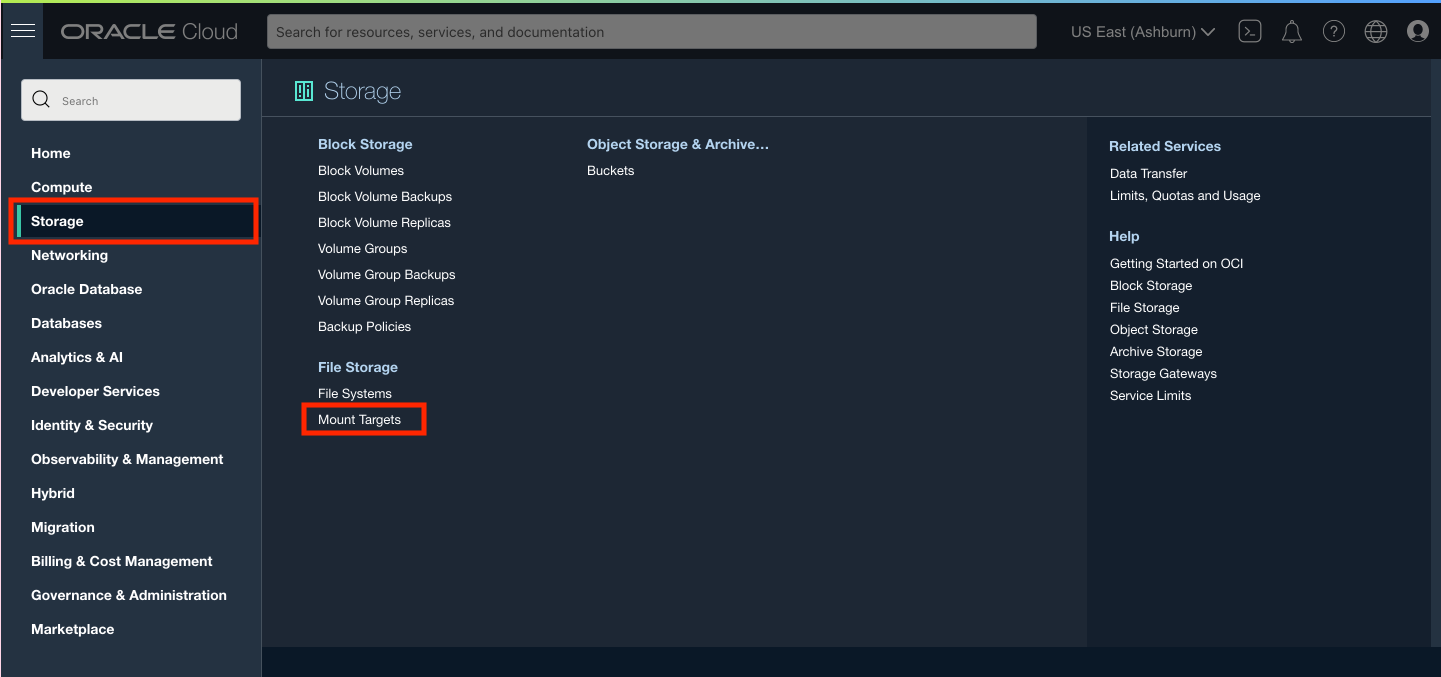 ORACLE Cloud
Search for resources, services, and documentation
US East (Ashburn)
Search
Home
Compute
Storage
Networking
Oracle Database
Databases
Analytics & AI
Developer Services
Identity & Security
Observability & Management
Hybrid
Migration
Billing & Cost Management
Governance & Administration
Marketplace
Storage
Block Storage
Block Volumes
Block Volume Backups
Block Volume Replicas
Volume Groups
Volume Group Backups
Volume Group Replicas
Backup Policies
File Storage
File Systems
Mount Targets
Object Storage & Archive...
Buckets
Related Services
Data Transfer
Limits, Quotas and Usage
Help
Getting Started on OCI
Block Storage
File Storage
Object Storage
Archive Storage
Storage Gateways
Service Limits